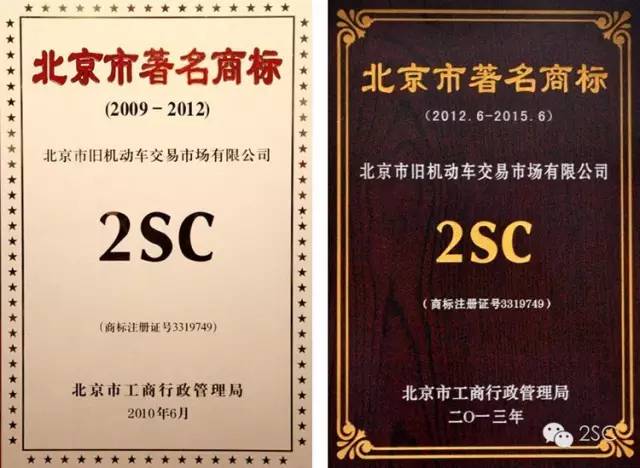 北京市著名商标
(2009-2012)
北京市旧机动车交易市场有限公司
2SC
(商标注册证号3319749)
北京市工商行政管理局
2010年6月
北京市著名商标
(2012.6-2015.6)
北京市旧机动车交易市场有限公司
2SC
(商标注册证号3319749)
北京市工商行政管理局
二〇一三年
2SC